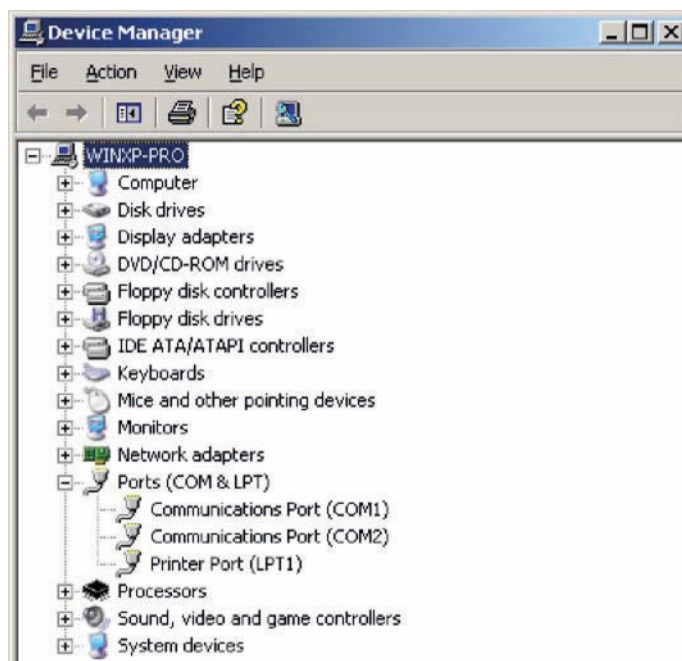 Device Manager
File Action View Help
WINXP-PRO
Computer
Disk drives
Display adapters
DVD/CD-ROM drives
Floppy disk controllers
Floppy disk drives
IDE ATA/ATAPI controllers
Keyboards
Mice and other pointing devices
Monitors
Network adapters
Ports (COM & LPT)
Communications Port (COM1)
Communications Port (COM2)
Printer Port (LPT1)
Processors
Sound, video and game controllers
System devices